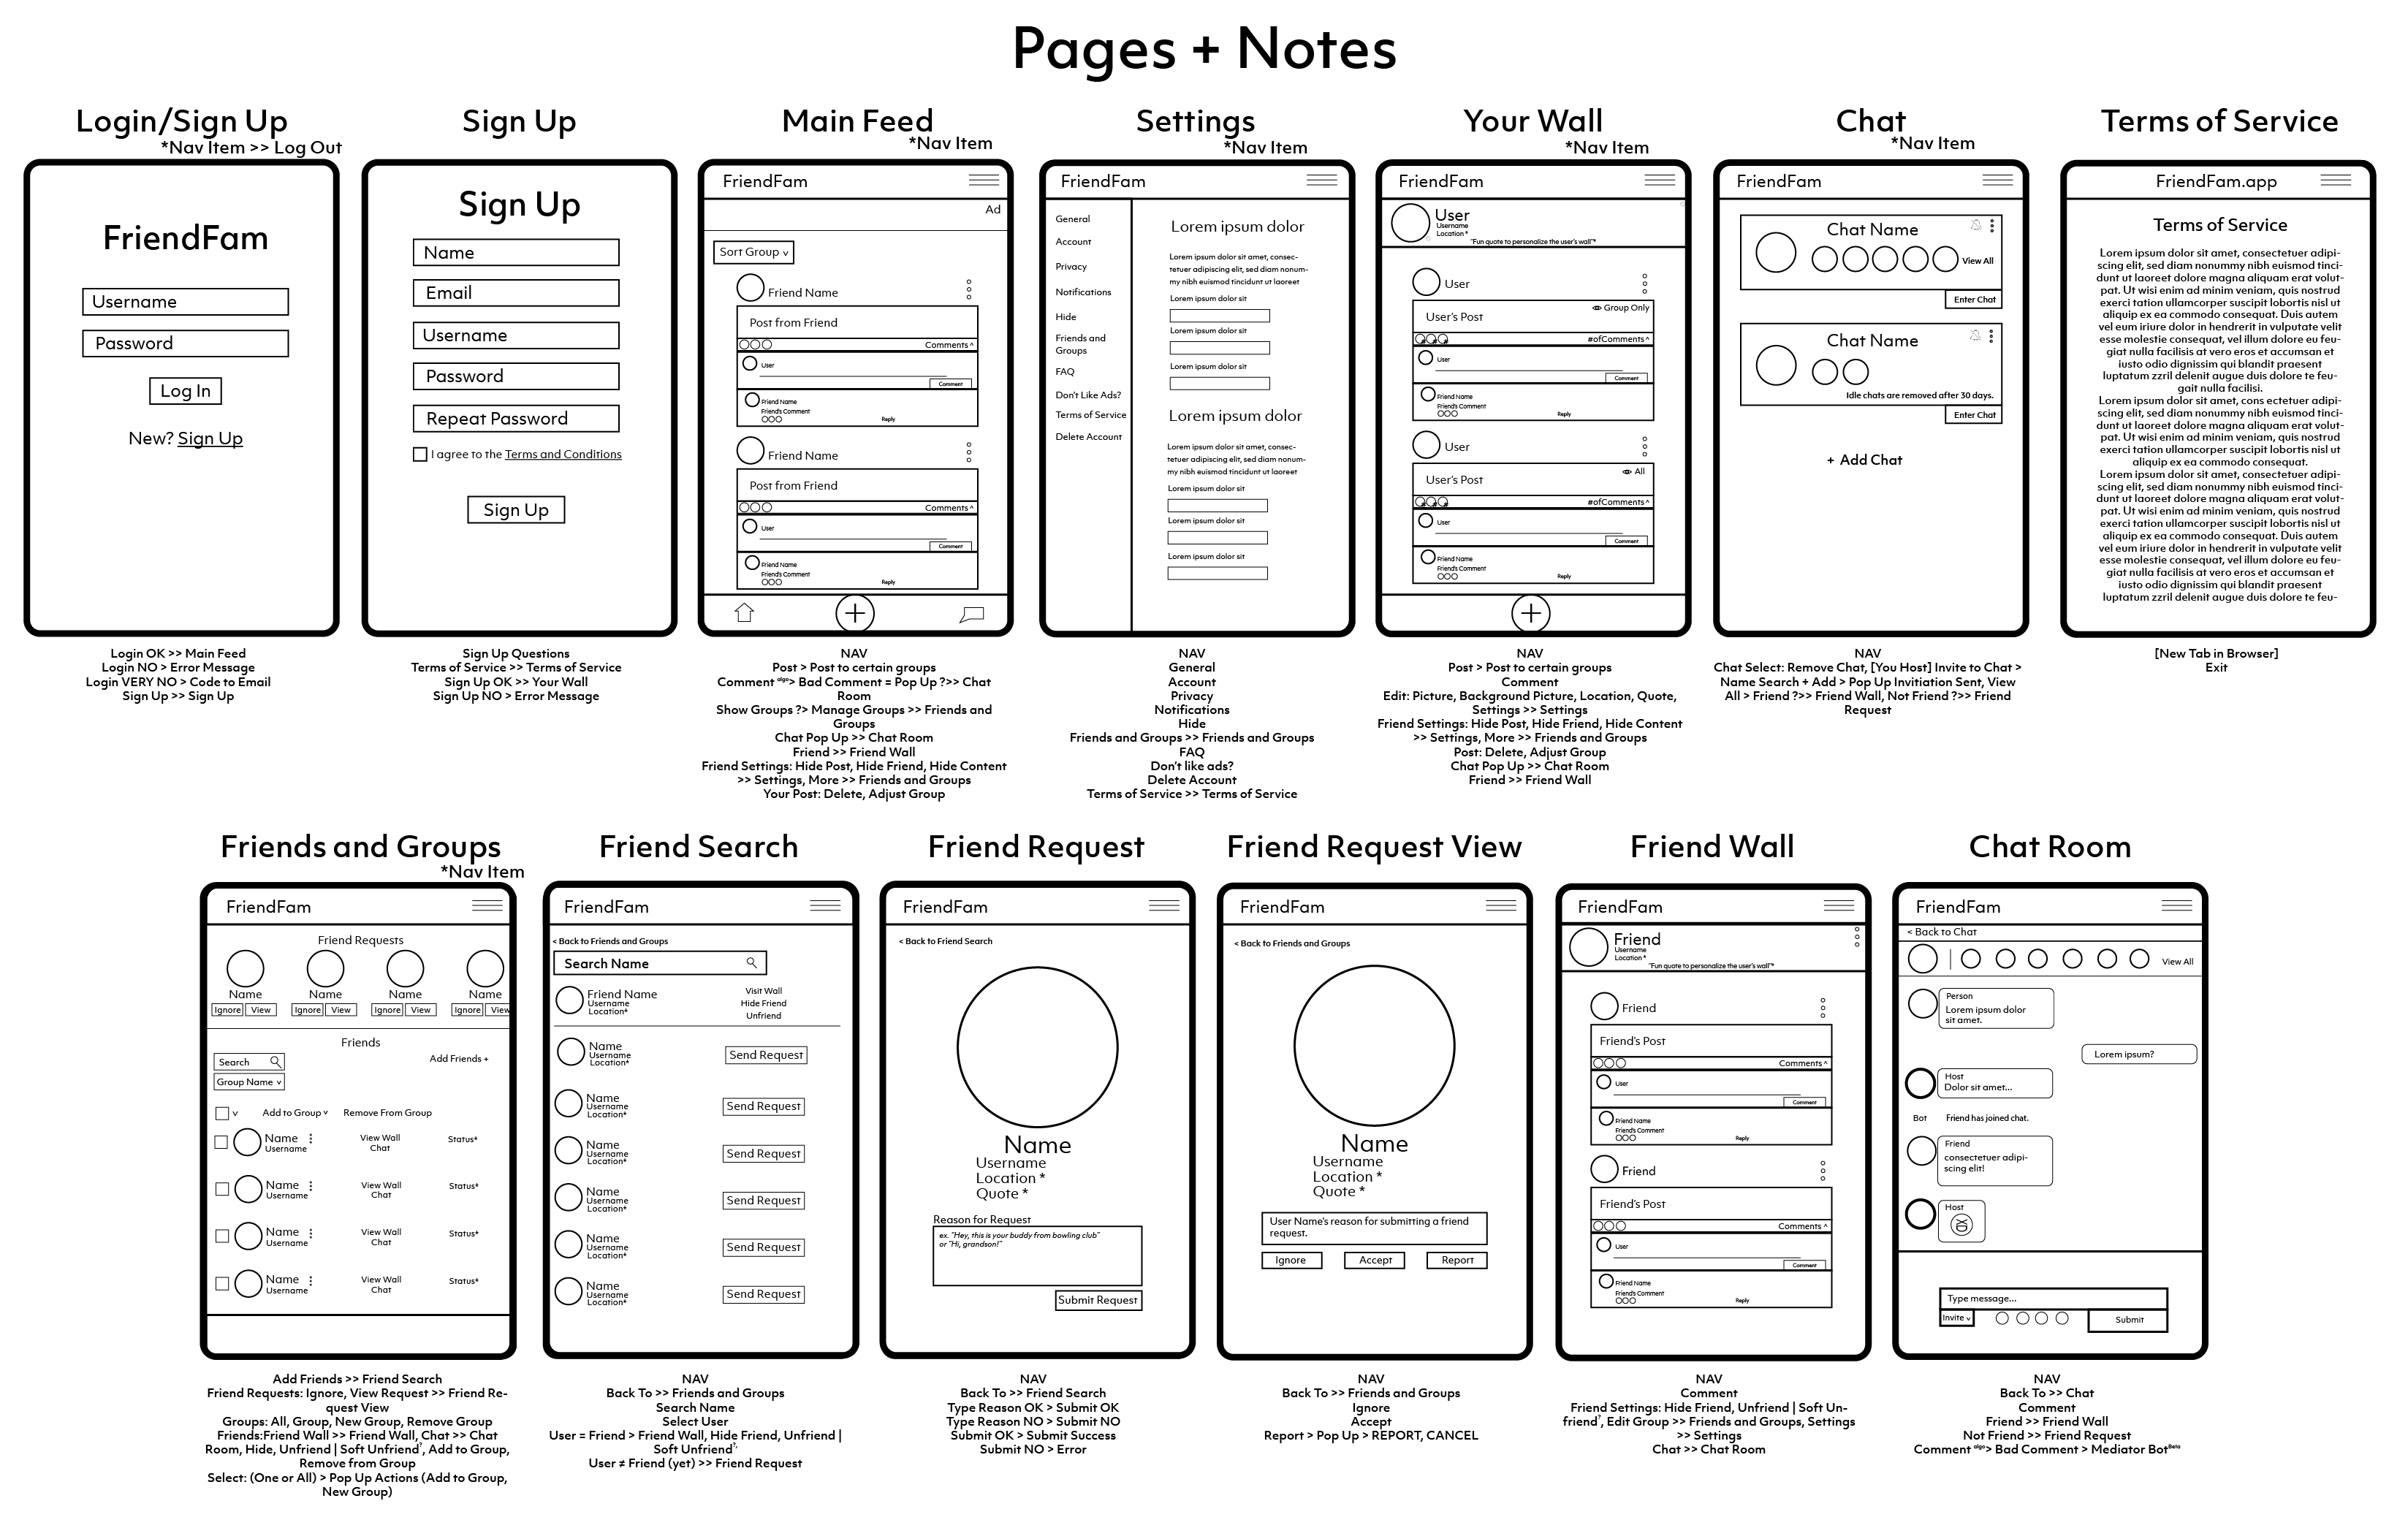 Pages + Notes
Login/Sign Up
*Nav Item >> Log Out
FriendFam
Username
Password
Log In
New? Sign Up
Login OK >> Main Feed
Login NO > Error Message
Login VERY NO > Code to Email
Sign Up >> Sign Up
Sign Up
Sign Up
Name
Email
Username
Password
Repeat Password
I agree to the Terms and Conditions
Sign Up
Sign Up Questions
Terms of Service >> Terms of Service
Sign Up OK >> Your Wall
Sign Up NO > Error Message
Main Feed
*Nav Item
FriendFam
Ad
Sort Group v
Friend Name
Post from Friend
Comments ^
User
Comment
Friend Name
Friend's Comment
Reply
Friend Name
Post from Friend
Comments ^
User
Comment
Friend Name
Friend's Comment
Reply
NAV
Post > Post to certain groups
Comment algo> Bad Comment = Pop Up ?>> Chat
Room
Show Groups ?> Manage Groups >> Friends and
Groups
Chat Pop Up >> Chat Room
Friend >> Friend Wall
Friend Settings: Hide Post, Hide Friend, Hide Content
>> Settings, More >> Friends and Groups
Your Post: Delete, Adjust Group
Settings
*Nav Item
FriendFam
General
Account
Privacy
Notifications
Hide
Friends and
Groups
FAQ
Don't Like Ads?
Terms of Service
Delete Account
Lorem ipsum dolor
Lorem ipsum dolor sit amet, consec-
tetuer adipiscing elit, sed diam nonum-
my nibh euismod tincidunt ut laoreet
Lorem ipsum dolor sit
Lorem ipsum dolor sit
Lorem ipsum dolor sit
Lorem ipsum dolor
Lorem ipsum dolor sit amet, consec-
tetuer adipiscing elit, sed diam nonum-
my nibh euismod tincidunt ut laoreet
Lorem ipsum dolor sit
Lorem ipsum dolor sit
Lorem ipsum dolor sit
NAV
General
Account
Privacy
Notifications
Hide
Friends and Groups >> Friends and Groups
FAQ
Don't like ads?
Delete Account
Terms of Service >> Terms of Service
Your Wall
*Nav Item
FriendFam
User
Username
Location *
"Fun quote to personalize the user's wall"*
User
Group Only
User's Post
# # #
#ofComments ^
User
Comment
Friend Name
Friend's Comment
Reply
User
All
User's Post
# # #
#ofComments ^
User
Comment
Friend Name
Friend's Comment
Reply
NAV
Post > Post to certain groups
Comment
Edit: Picture, Background Picture, Location, Quote,
Settings >> Settings
Friend Settings: Hide Post, Hide Friend, Hide Content
>> Settings, More >> Friends and Groups
Post: Delete, Adjust Group
Chat Pop Up >> Chat Room
Friend >> Friend Wall
Chat
*Nav Item
FriendFam
Chat Name
View All
Enter Chat
Chat Name
Idle chats are removed after 30 days.
Enter Chat
+ Add Chat
NAV
Chat Select: Remove Chat, [You Host] Invite to Chat >
Name Search + Add > Pop Up Invitiation Sent, View
All > Friend ?>> Friend Wall, Not Friend ?>> Friend
Request
Terms of Service
FriendFam.app
Terms of Service
Lorem ipsum dolor sit amet, consectetuer adipi-
scing elit, sed diam nonummy nibh euismod tinci-
dunt ut laoreet dolore magna aliquam erat volut-
pat. Ut wisi enim ad minim veniam, quis nostrud
exerci tation ullamcorper suscipit lobortis nisl ut
aliquip ex ea commodo consequat. Duis autem
vel eum iriure dolor in hendrerit in vulputate velit
esse molestie consequat, vel illum dolore eu feu-
giat nulla facilisis at vero eros et accumsan et
iusto odio dignissim qui blandit praesent
luptatum zzril delenit augue duis dolore te feu-
gait nulla facilisi.
Lorem ipsum dolor sit amet, cons ectetuer adipi-
scing elit, sed diam nonummy nibh euismod tinci-
dunt ut laoreet dolore magna aliquam erat volut-
pat. Ut wisi enim ad minim veniam, quis nostrud
exerci tation ullamcorper suscipit lobortis nisl ut
aliquip ex ea commodo consequat.
Lorem ipsum dolor sit amet, consectetuer adipi-
scing elit, sed diam nonummy nibh euismod tinci-
dunt ut laoreet dolore magna aliquam erat volut-
pat. Ut wisi enim ad minim veniam, quis nostrud
exerci tation ullamcorper suscipit lobortis nisl ut
aliquip ex ea commodo consequat. Duis autem
vel eum iriure dolor in hendrerit in vulputate velit
esse molestie consequat, vel illum dolore eu feu-
giat nulla facilisis at vero eros et accumsan et
iusto odio dignissim qui blandit praesent
luptatum zzril delenit augue duis dolore te feu-
[New Tab in Browser]
Exit
Friends and Groups
*Nav Item
FriendFam
Friend Requests
Name Name Name Name
Ignore View Ignore View Ignore View Ignore View
Friends
Search
Add Friends +
Group Name v
v Add to Group v Remove From Group
Name
Username
View Wall
Chat
Status*
Name
Username
View Wall
Chat
Status*
Name
Username
View Wall
Chat
Status*
Name
Username
View Wall
Chat
Status*
Add Friends >> Friend Search
Friend Requests: Ignore, View Request >> Friend Re-
quest View
Groups: All, Group, New Group, Remove Group
Friends:Friend Wall >> Friend Wall, Chat >> Chat
Room, Hide, Unfriend | Soft Unfriend?, Add to Group,
Remove from Group
Select: (One or All) > Pop Up Actions (Add to Group,
New Group)
Friend Search
FriendFam
< Back to Friends and Groups
Search Name
Friend Name
Username
Location*
Visit Wall
Hide Friend
Unfriend
Name
Username
Location*
Send Request
Name
Username
Location*
Send Request
Name
Username
Location*
Send Request
Name
Username
Location*
Send Request
Name
Username
Location*
Send Request
Name
Username
Location*
Send Request
NAV
Back To >> Friends and Groups
Search Name
Select User
User = Friend > Friend Wall, Hide Friend, Unfriend |
Soft Unfriend?,
User ≠ Friend (yet) >> Friend Request
Friend Request
FriendFam
< Back to Friend Search
Name
Username
Location *
Quote *
Reason for Request
ex. "Hey, this is your buddy from bowling club"
or "Hi, grandson!"
Submit Request
NAV
Back To >> Friend Search
Type Reason OK > Submit OK
Type Reason NO > Submit NO
Submit OK > Submit Success
Submit NO > Error
Friend Request View
FriendFam
< Back to Friends and Groups
Name
Username
Location *
Quote *
User Name's reason for submitting a friend
request.
Ignore Accept Report
NAV
Back To >> Friends and Groups
Ignore
Accept
Report > Pop Up > REPORT, CANCEL
Friend Wall
FriendFam
Friend
Username
Location *
"Fun quote to personalize the user's wall"*
Friend
Friend's Post
Comments ^
User
Comment
Friend Name
Friend's Comment
Reply
Friend
Friend's Post
Comments ^
User
Comment
Friend Name
Friend's Comment
Reply
NAV
Comment
Friend Settings: Hide Friend, Unfriend | Soft Un-
friend?, Edit Group >> Friends and Groups, Settings
>> Settings
Chat >> Chat Room
Chat Room
FriendFam
< Back to Chat
View All
Person
Lorem ipsum dolor
sit amet.
Lorem ipsum?
Host
Dolor sit amet...
Bot Friend has joined chat.
Friend
consectetuer adipi-
scing elit!
Host
Type message...
Invite v
Submit
NAV
Back To >> Chat
Comment
Friend >> Friend Wall
Not Friend >> Friend Request
Comment algo> Bad Comment > Mediator BotBeta